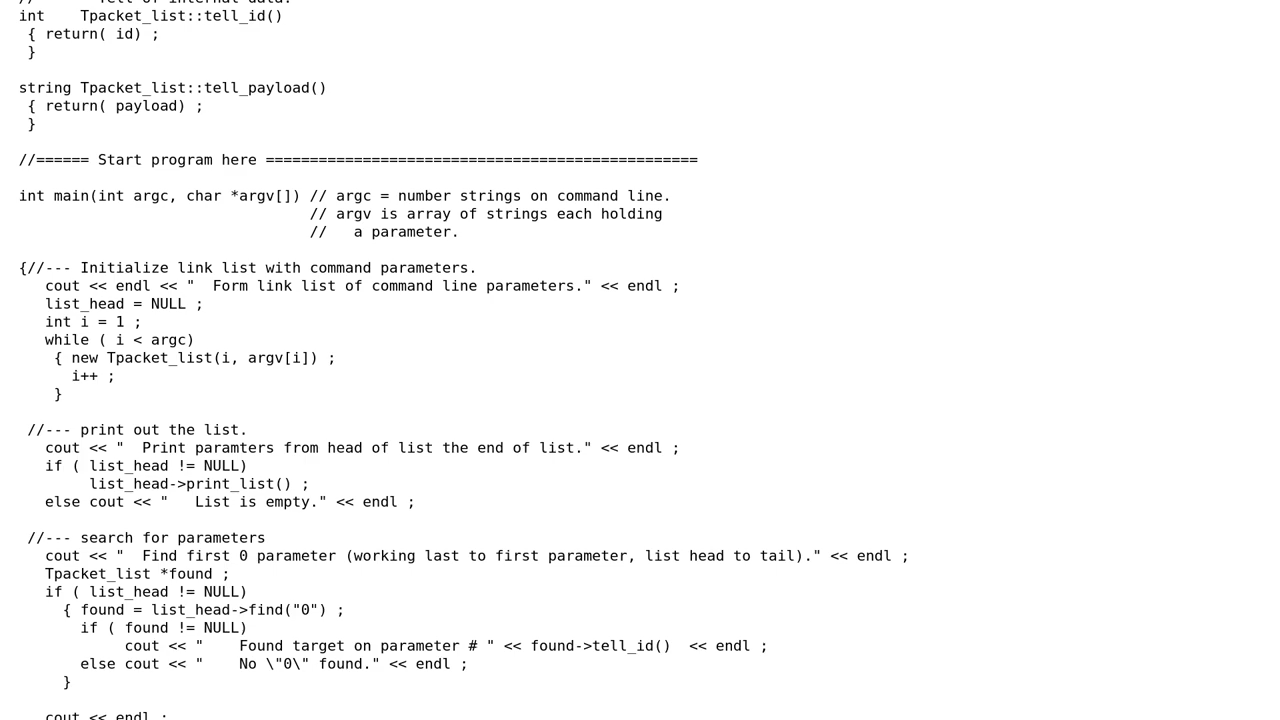 //      Tell of internal data.
int    Tpacket_list::tell_id()
 { return( id) ;
 }

string Tpacket_list::tell_payload()
 { return( payload) ;
 }

//====== Start program here =================================================

int main(int argc, char *argv[]) // argc = number strings on command line.
                                 // argv is array of strings each holding
                                 //   a parameter.

{//--- Initialize link list with command parameters.
   cout << endl << "  Form link list of command line parameters." << endl ;
   list_head = NULL ;
   int i = 1 ;
   while ( i < argc)
    { new Tpacket_list(i, argv[i]) ;
      i++ ;
    }

 //--- print out the list.
   cout << "  Print paramters from head of list the end of list." << endl ;
   if ( list_head != NULL)
        list_head->print_list() ;
   else cout << "   List is empty." << endl ;

 //--- search for parameters
   cout << "  Find first 0 parameter (working last to first parameter, list head to tail)." << endl ;
   Tpacket_list *found ;
   if ( list_head != NULL)
     { found = list_head->find("0") ;
       if ( found != NULL)
            cout << "    Found target on parameter # " << found->tell_id()  << endl ;
       else cout << "    No \"0\" found." << endl ;
     }

   cout << endl ;